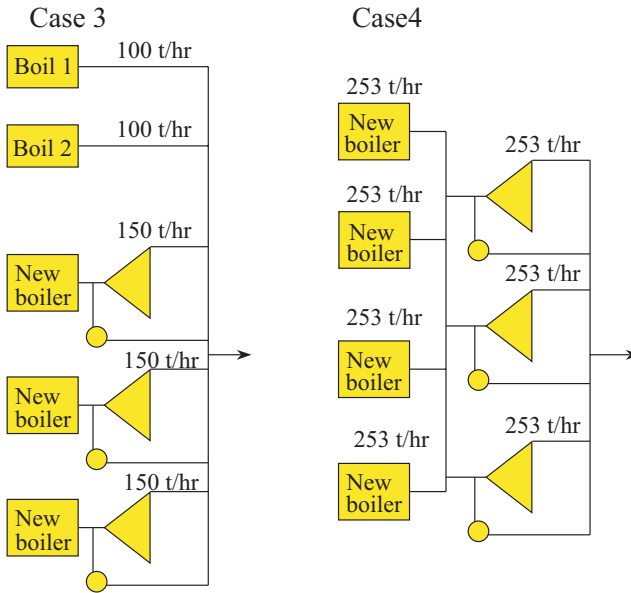 Case 3
100 t/hr
Boil 1
100 t/hr
Boil 2
150 t/hr
New
boiler
150 t/hr
New
boiler
150 t/hr
New
boiler
Case4
253 t/hr
New
boiler
253 t/hr
253 t/hr
New
boiler
253 t/hr
253 t/hr
New
boiler
253 t/hr
253 t/hr
New
boiler